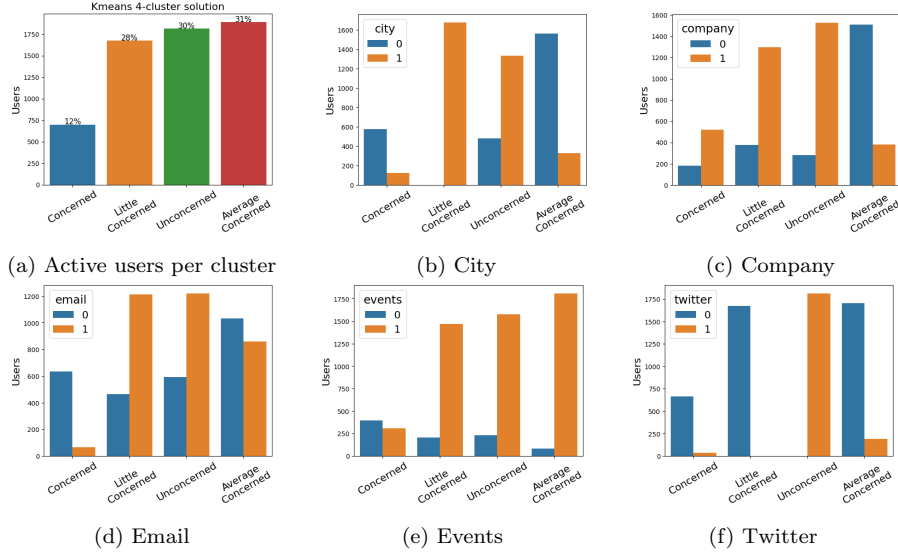 Kmeans 4-cluster solution
Users
1750
1500
1250
1000
750
500
250
0
12%
28%
30%
31%
Concerned
Little
Concerned
Unconcerned
Average
Concerned
(a) Active users per cluster
Users
1600
1400
1200
1000
800
600
400
200
0
city
0
1
Concerned
Little
Concerned
Unconcerned
Average
Concerned
(b) City
Users
1600
1400
1200
1000
800
600
400
200
0
company
0
1
Concerned
Little
Concerned
Unconcerned
Average
Concerned
(c) Company
Users
1200
1000
800
600
400
200
0
email
0
1
Concerned
Little
Concerned
Unconcerned
Average
Concerned
(d) Email
Users
1750
1500
1250
1000
750
500
250
0
events
0
1
Concerned
Little
Concerned
Unconcerned
Average
Concerned
(e) Events
Users
1750
1500
1250
1000
750
500
250
0
twitter
0
1
Concerned
Little
Concerned
Unconcerned
Average
Concerned
(f) Twitter